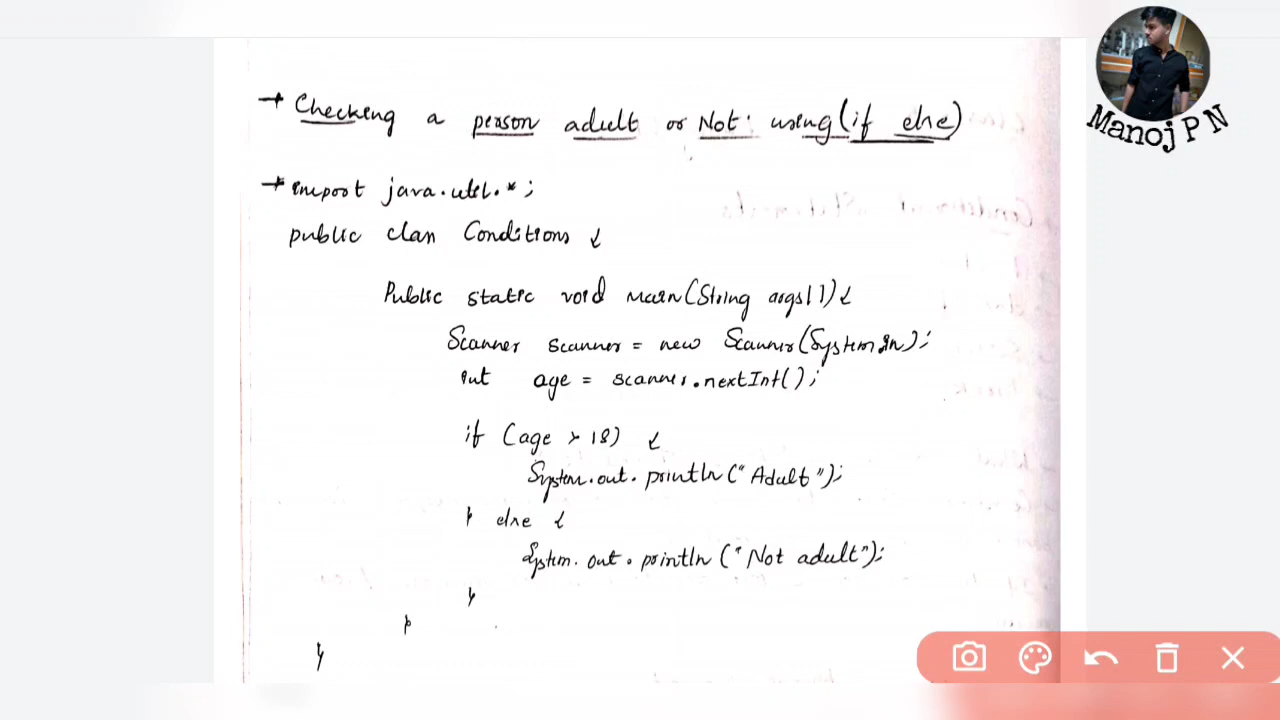 → Checking a person adult or Not using (if else)
→ import java.util.*;
public class Conditions {
Public static void main(String args[]){
Scanner scanner = new Scanner(System.in);
int age = scanner.nextInt();
if (age > 18) {
System.out.println("Adult");
} else {
System.out.println("Not adult");
}
}
}
Manoj P N